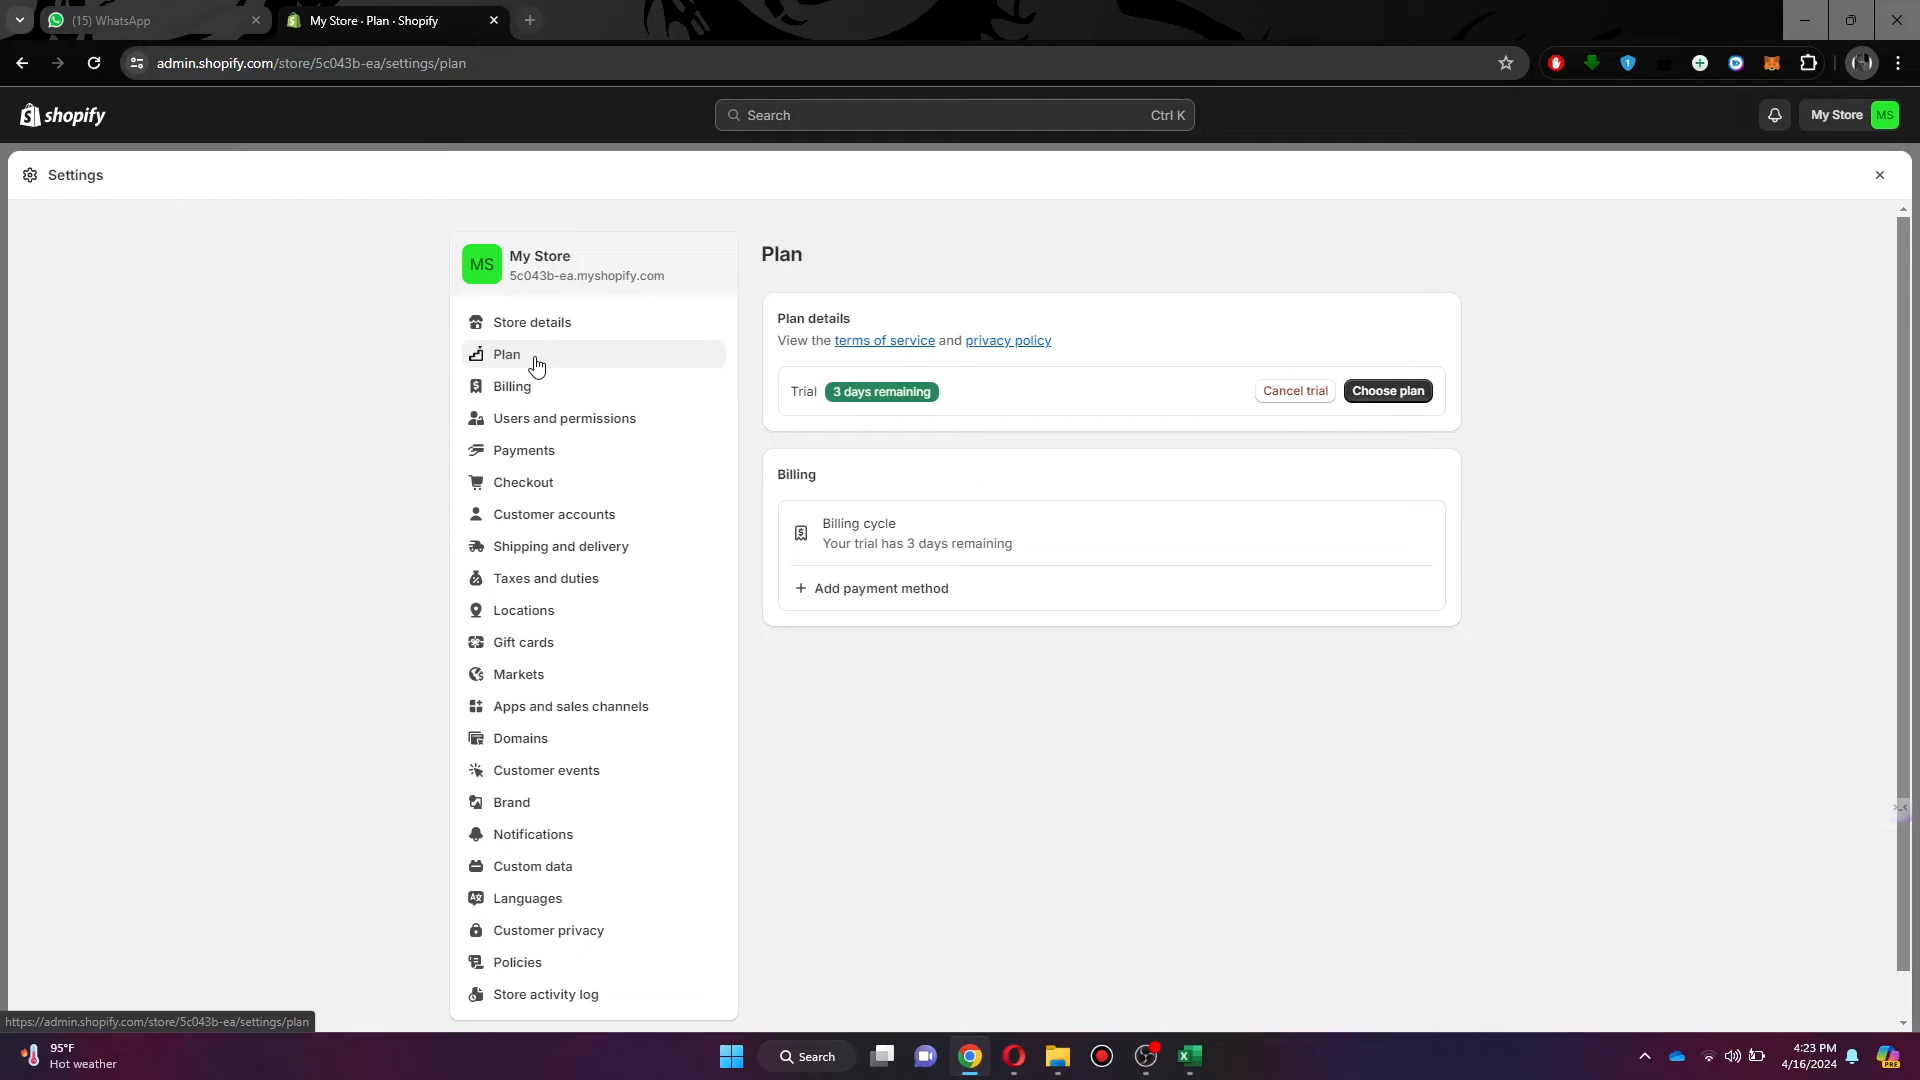 (15) WhatsApp
My Store · Plan · Shopify
admin.shopify.com/store/5c043b-ea/settings/plan
shopify
Search
Ctrl K
My Store
MS
Settings
MS
My Store
5c043b-ea.myshopify.com
Store details
Plan
Billing
Users and permissions
Payments
Checkout
Customer accounts
Shipping and delivery
Taxes and duties
Locations
Gift cards
Markets
Apps and sales channels
Domains
Customer events
Brand
Notifications
Custom data
Languages
Customer privacy
Policies
Store activity log
Plan
Plan details
View the terms of service and privacy policy
Trial 3 days remaining
Cancel trial
Choose plan
Billing
Billing cycle
Your trial has 3 days remaining
+ Add payment method
https://admin.shopify.com/store/5c043b-ea/settings/plan
95°F
Hot weather
Search
4:23 PM
4/16/2024